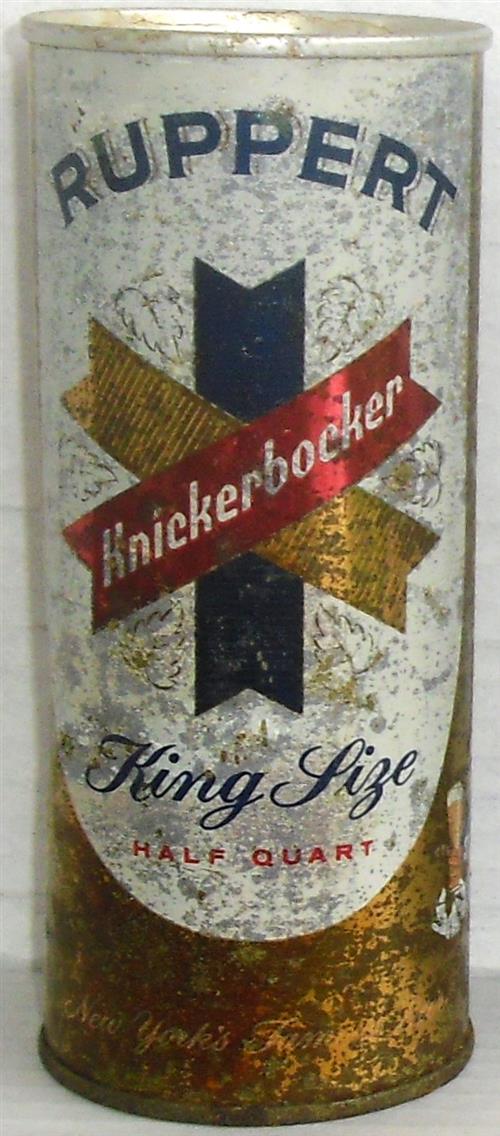 RUPPERT
Knickerbocker
King Size
HALF QUART
New York's